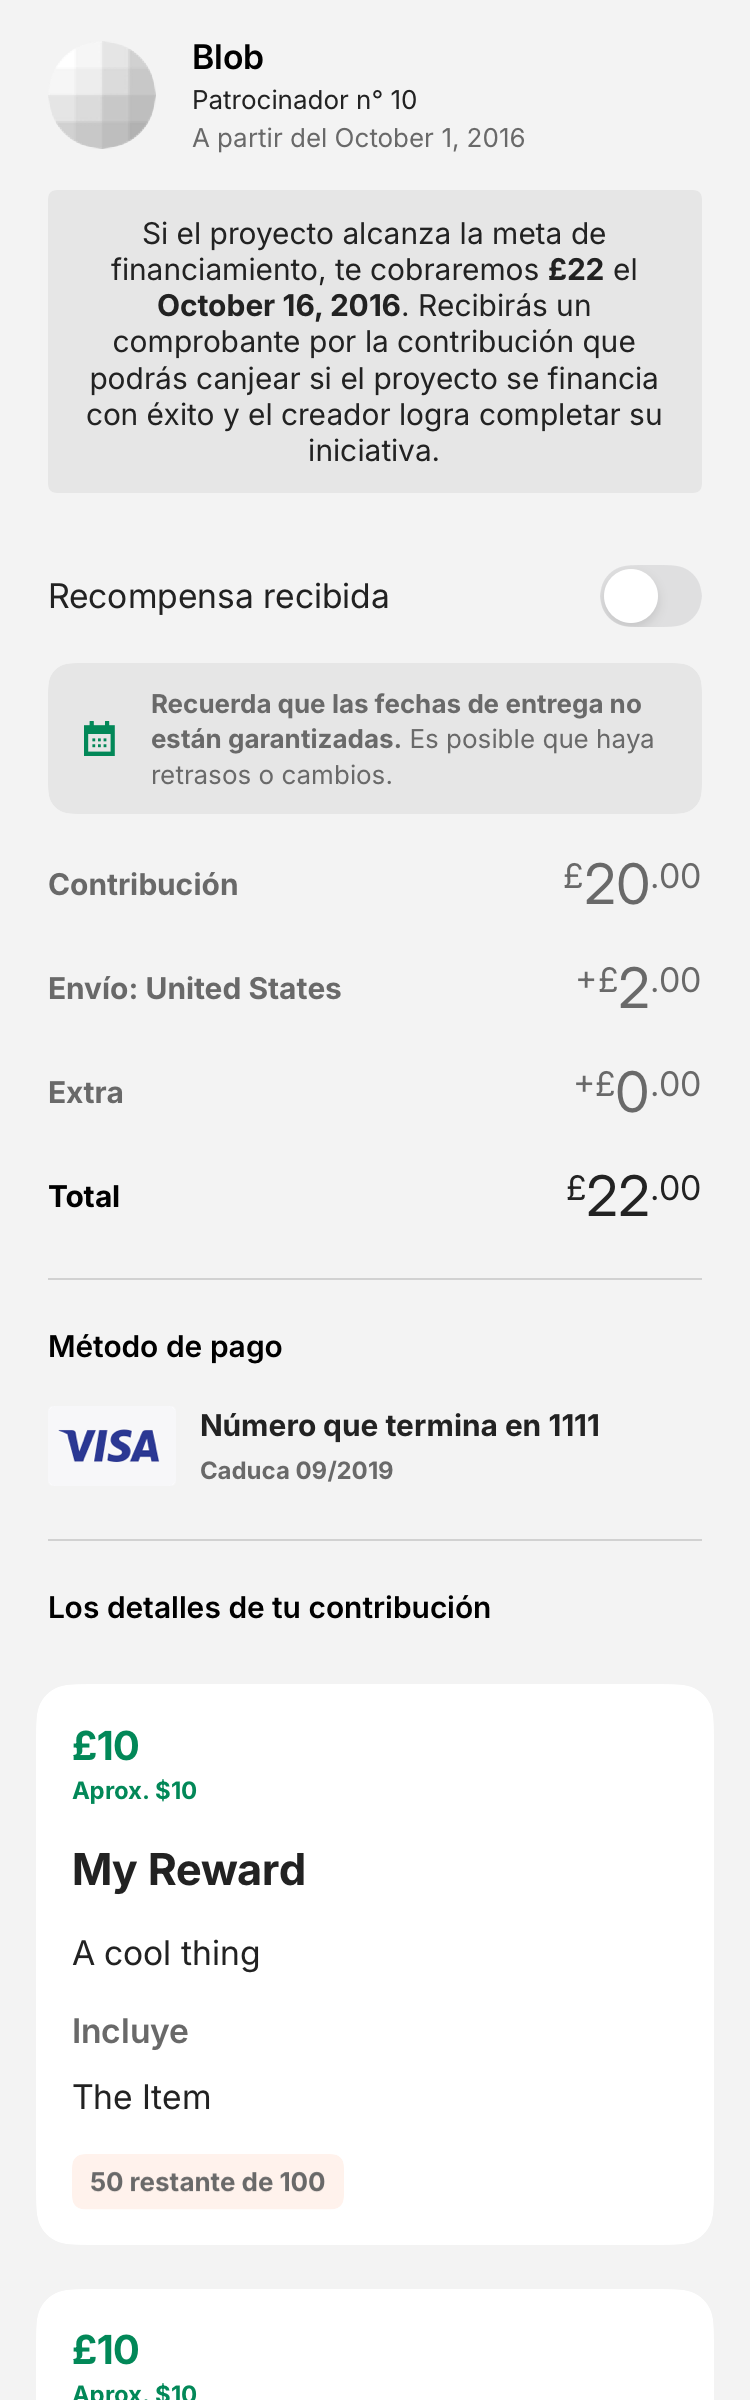 Blob
Patrocinador n° 10
A partir del October 1, 2016
Si el proyecto alcanza la meta de
financiamiento, te cobraremos £22 el
October 16, 2016. Recibirás un
comprobante por la contribución que
podrás canjear si el proyecto se financia
con éxito y el creador logra completar su
iniciativa.
Recompensa recibida
Recuerda que las fechas de entrega no
están garantizadas. Es posible que haya
retrasos o cambios.
Contribución £20.00
Envío: United States +£2.00
Extra +£0.00
Total £22.00
Método de pago
VISA
Número que termina en 1111
Caduca 09/2019
Los detalles de tu contribución
£10
Aprox. $10
My Reward
A cool thing
Incluye
The Item
50 restante de 100
£10
Aprox. $10